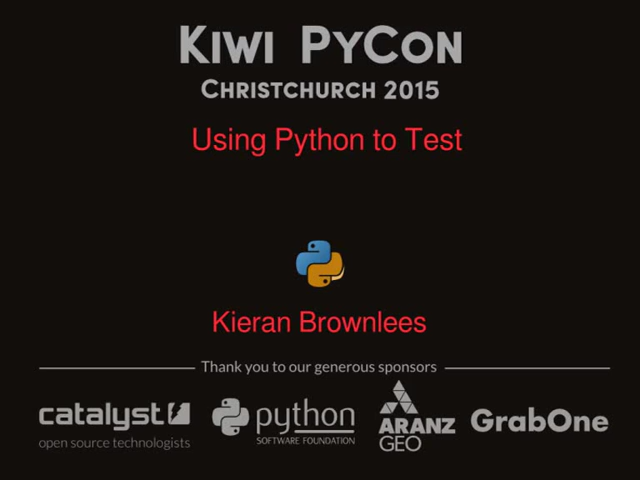 Kiwi PyCon
Christchurch 2015
Using Python to Test
Kieran Brownlees
Thank you to our generous sponsors
catalyst
open source technologists
python
SOFTWARE FOUNDATION
ARANZ
GEO
GrabOne